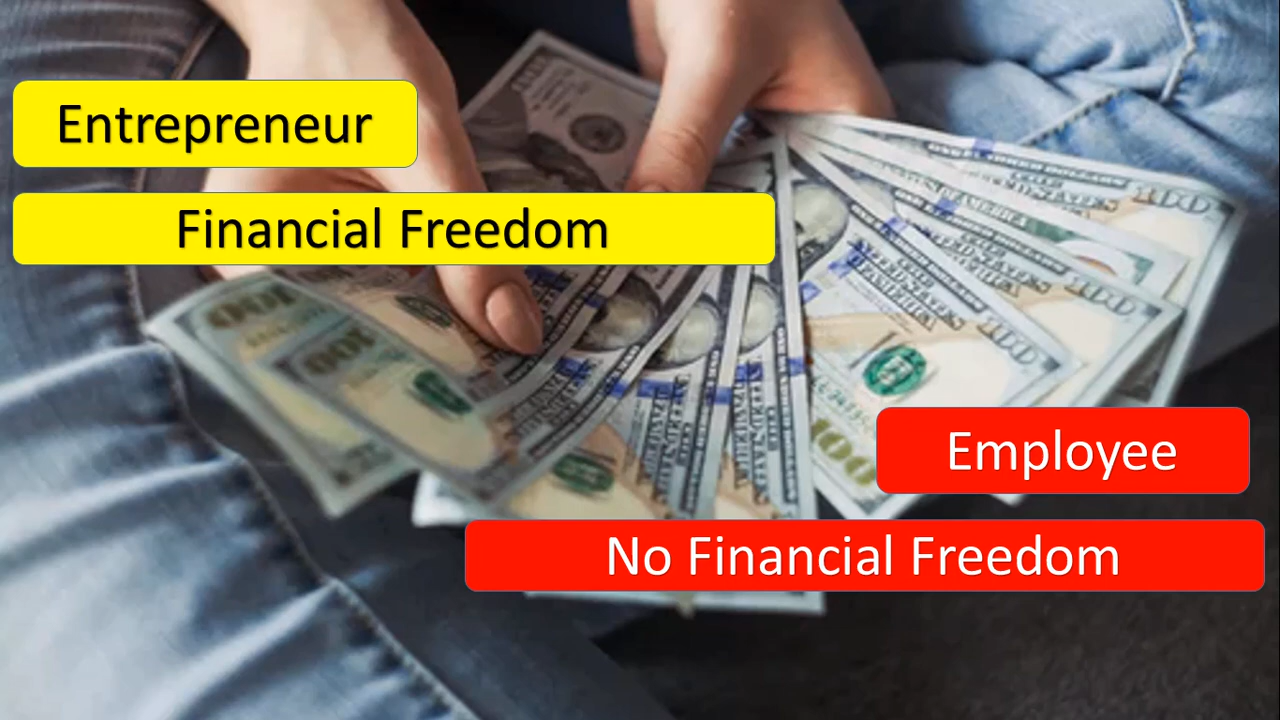 Entrepreneur
Financial Freedom
Employee
No Financial Freedom